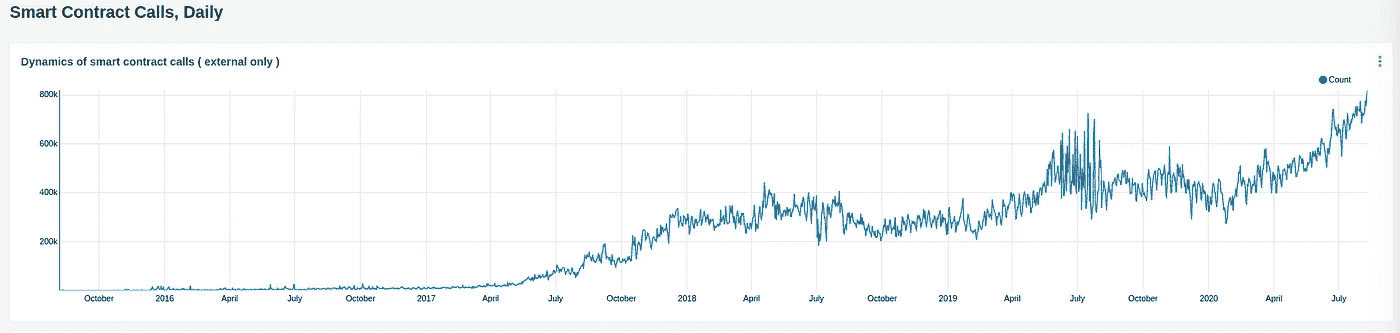 Smart Contract Calls, Daily
Dynamics of smart contract calls ( external only )
Count
800k
600k
400k
200k
October 2016 April July October 2017 April July October 2018 April July October 2019 April July October 2020 April July